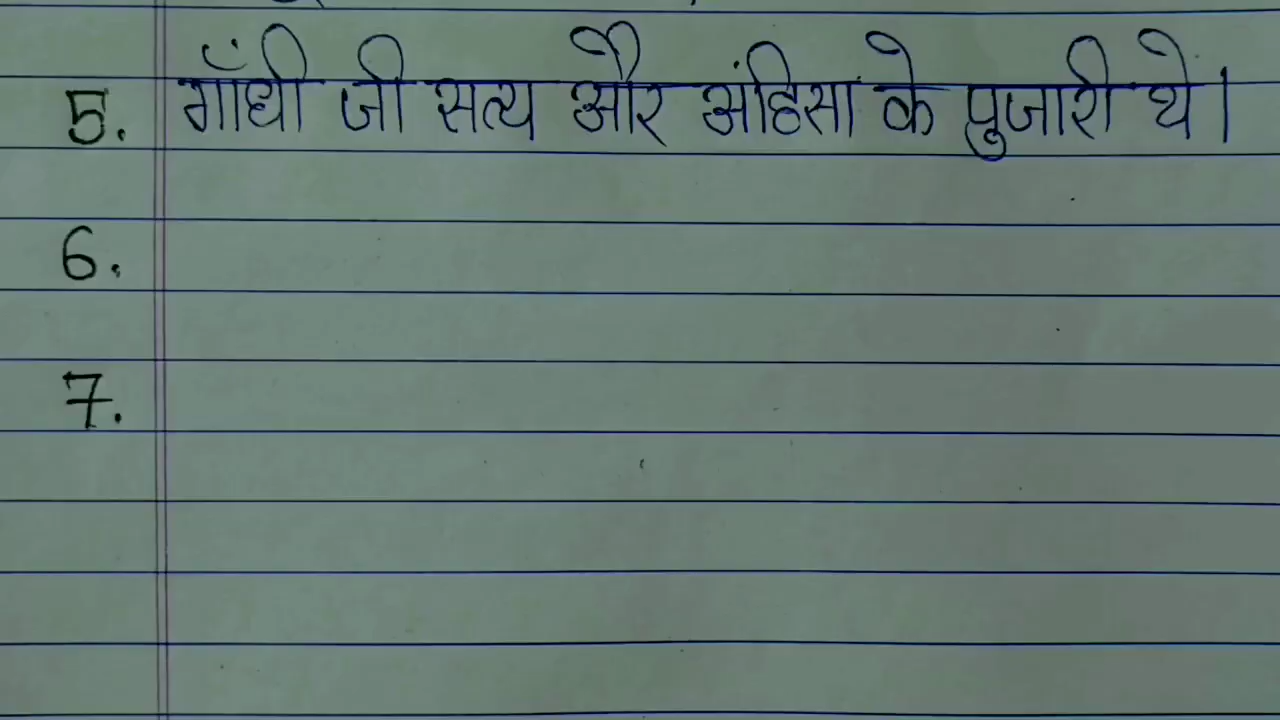 5. गाँधी जी सत्य और अंहिसा के पुजारी थे।
6.
7.